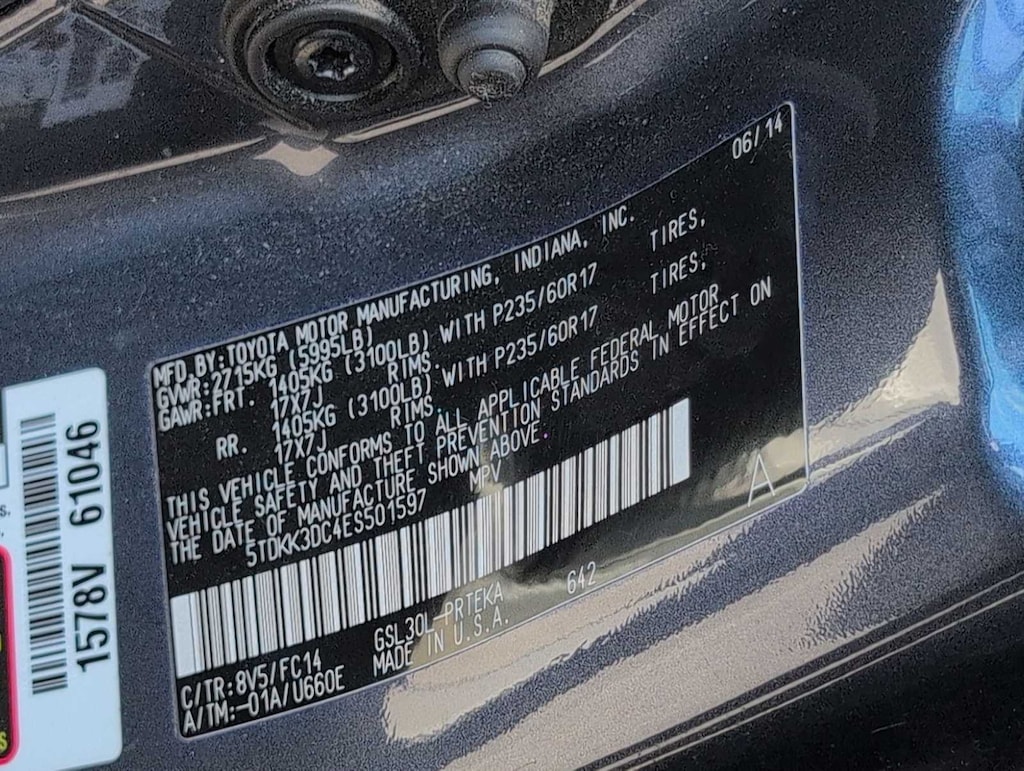 06/14
MFD. BY: TOYOTA MOTOR MANUFACTURING, INDIANA, INC.
GVWR: 2715KG (5995LB)
GAWR: FRT. 1405KG (3100LB) WITH P235/60R17 TIRES,
17X7J RIMS.
RR. 1405KG (3100LB) WITH P235/60R17 TIRES,
17X7J RIMS.
THIS VEHICLE CONFORMS TO ALL APPLICABLE FEDERAL MOTOR
VEHICLE SAFETY AND THEFT PREVENTION STANDARDS IN EFFECT ON
THE DATE OF MANUFACTURE SHOWN ABOVE.
5TDKK3DC4ES501597 MPV
A
C/TR: 8V5/FC14 GSL30L-PRTEKA 642
A/TM:-01A/U660E MADE IN U.S.A.
1578V 61046